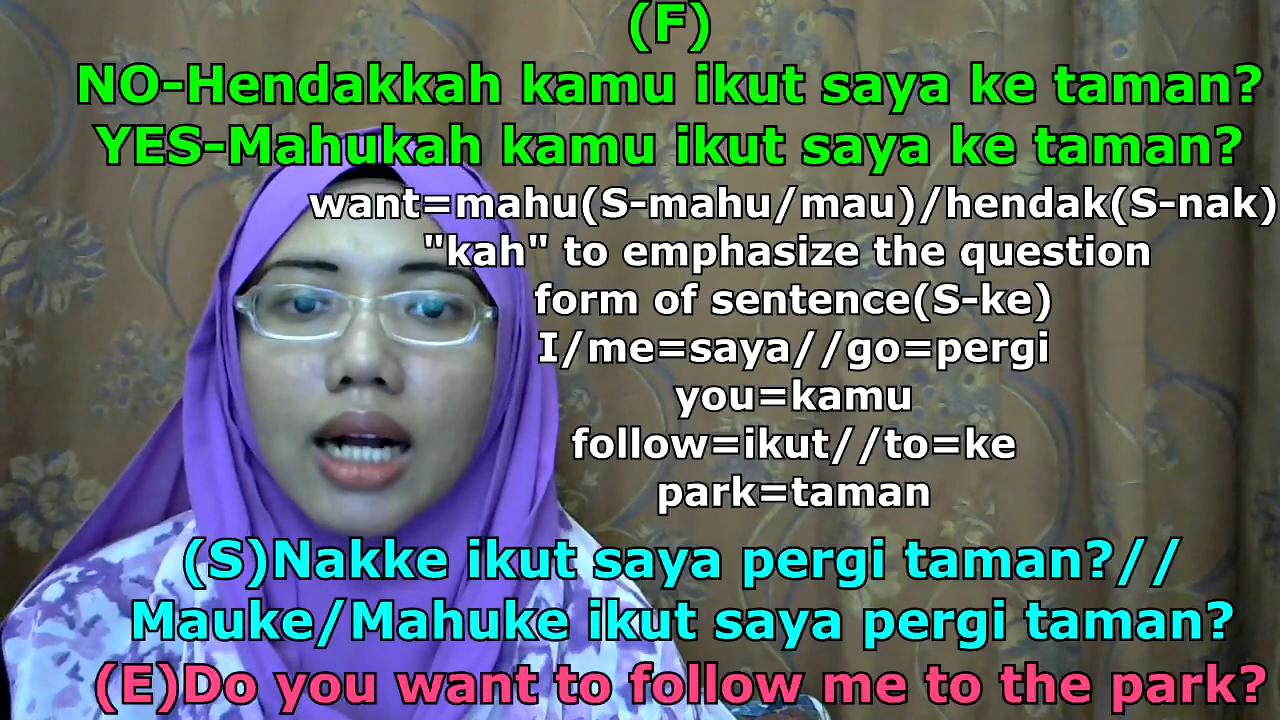 (F)
NO-Hendakkah kamu ikut saya ke taman?
YES-Mahukah kamu ikut saya ke taman?
want=mahu(S-mahu/mau)/hendak(S-nak)
"kah" to emphasize the question
form of sentence(S-ke)
I/me=saya//go=pergi
you=kamu
follow=ikut//to=ke
park=taman
(S)Nakke ikut saya pergi taman?//
Mauke/Mahuke ikut saya pergi taman?
(E)Do you want to follow me to the park?